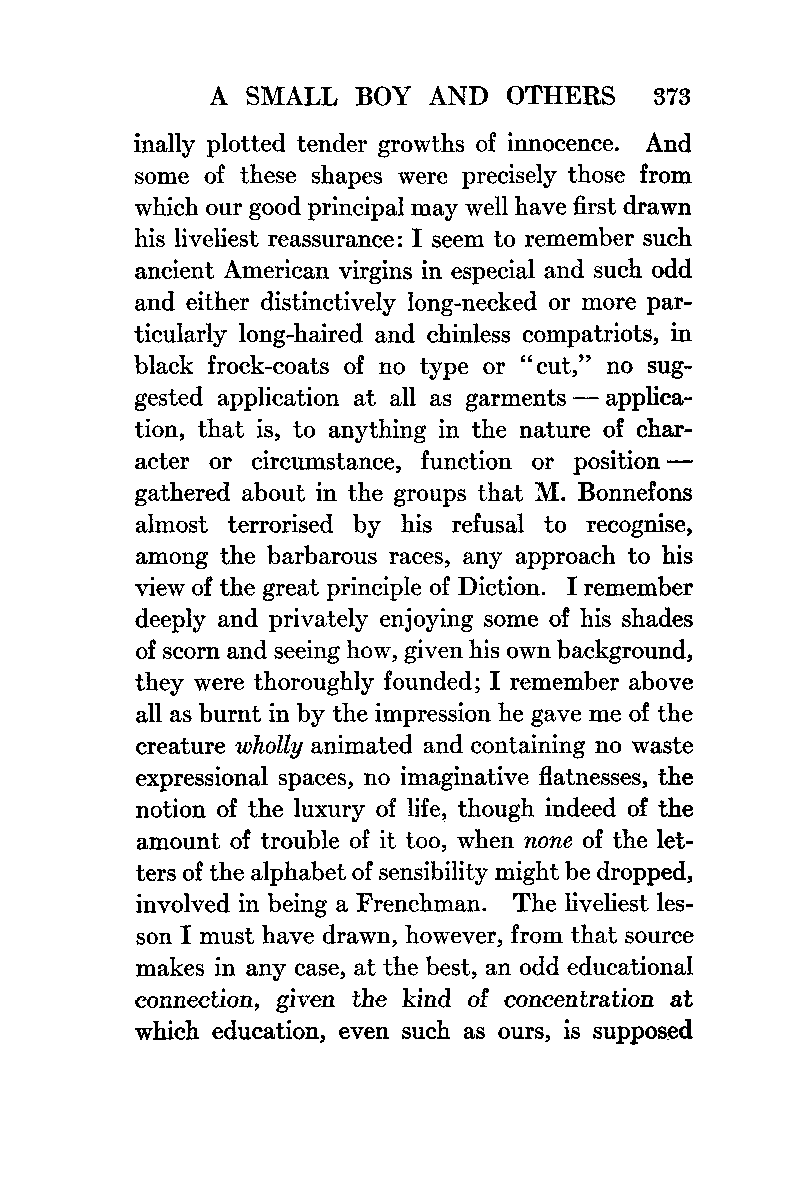 A SMALL BOY AND OTHERS 373
inally plotted tender growths of innocence. And
some of these shapes were precisely those from
which our good principal may well have first drawn
his liveliest reassurance: I seem to remember such
ancient American virgins in especial and such odd
and either distinctively long-necked or more par-
ticularly long-haired and chinless compatriots, in
black frock-coats of no type or “cut,” no sug-
gested application at all as garments — applica-
tion, that is, to anything in the nature of char-
acter or circumstance, function or position —
gathered about in the groups that M. Bonnefons
almost terrorised by his refusal to recognise,
among the barbarous races, any approach to his
view of the great principle of Diction. I remember
deeply and privately enjoying some of his shades
of scorn and seeing how, given his own background,
they were thoroughly founded; I remember above
all as burnt in by the impression he gave me of the
creature wholly animated and containing no waste
expressional spaces, no imaginative flatnesses, the
notion of the luxury of life, though indeed of the
amount of trouble of it too, when none of the let-
ters of the alphabet of sensibility might be dropped,
involved in being a Frenchman. The liveliest les-
son I must have drawn, however, from that source
makes in any case, at the best, an odd educational
connection, given the kind of concentration at
which education, even such as ours, is supposed